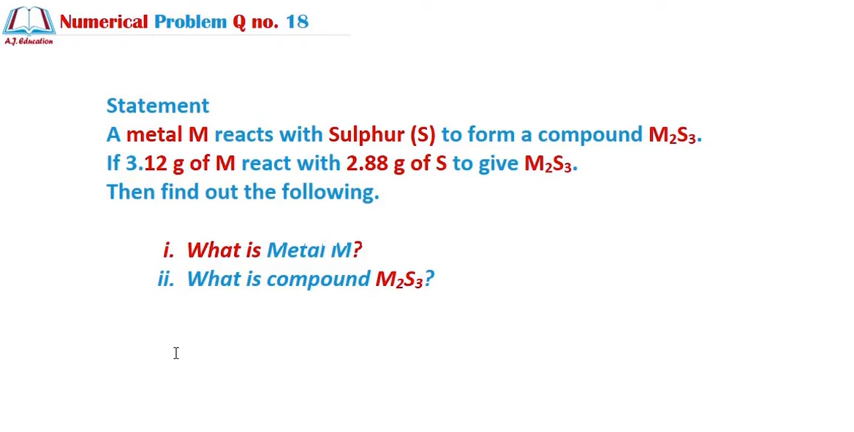 Numerical Problem Q no. 18
A.J. Education
Statement
A metal M reacts with Sulphur (S) to form a compound M₂S₃.
If 3.12 g of M react with 2.88 g of S to give M₂S₃.
Then find out the following.
i. What is Metal M?
ii. What is compound M₂S₃?